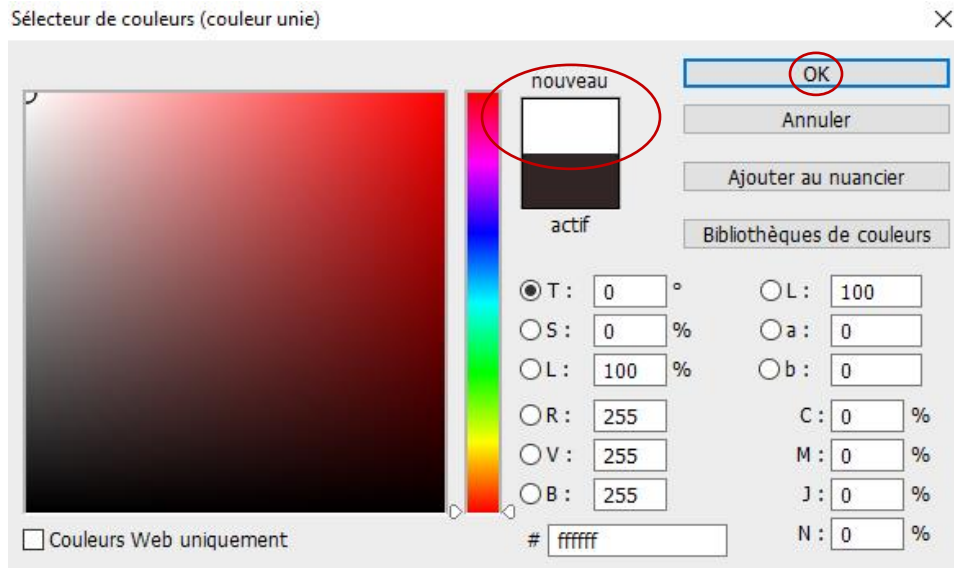 Sélecteur de couleurs (couleur unie)
nouveau
actif
OK
Annuler
Ajouter au nuancier
Bibliothèques de couleurs
T : 0 °
S : 0 %
L : 100 %
R : 255
V : 255
B : 255
# ffffff
L : 100
a : 0
b : 0
C : 0 %
M : 0 %
J : 0 %
N : 0 %
Couleurs Web uniquement